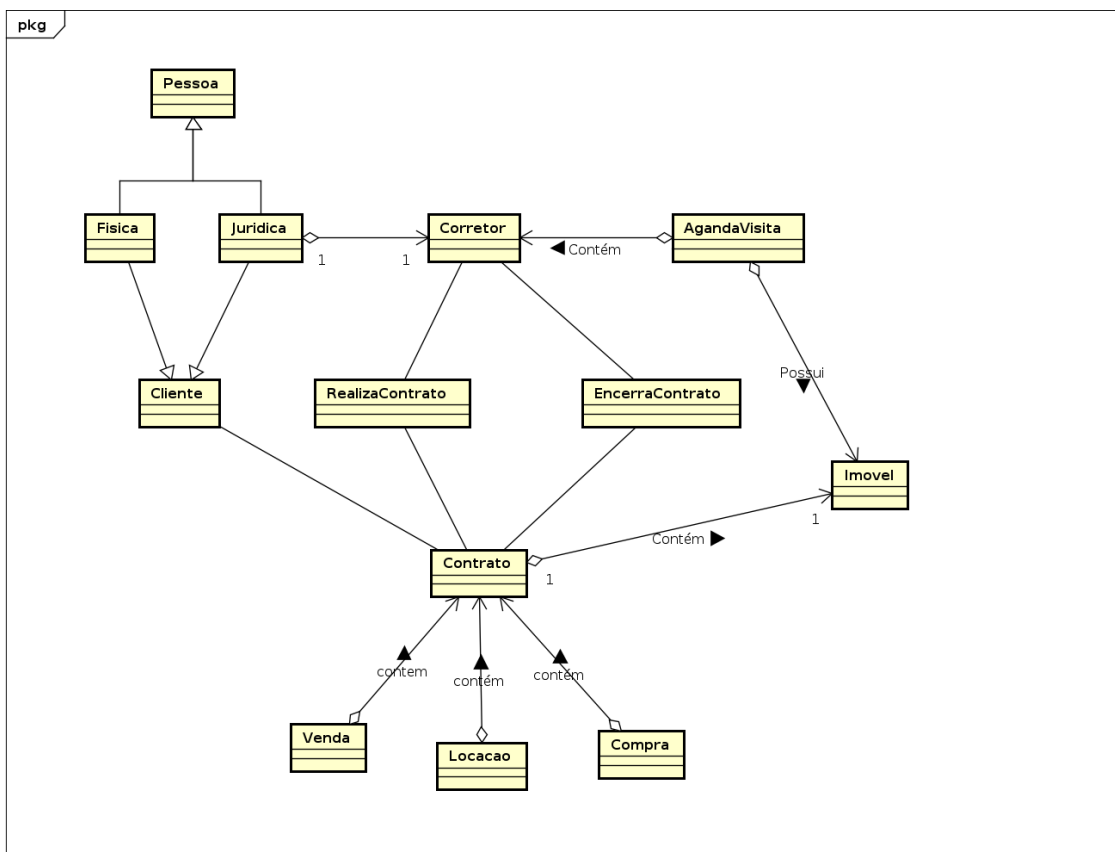 pkg
Pessoa
Fisica
Juridica
Corretor
AgandaVisita
1
1
Contém
Possui
Cliente
RealizaContrato
EncerraContrato
Imovel
1
Contém
Contrato
1
contem
contém
contém
Venda
Locacao
Compra